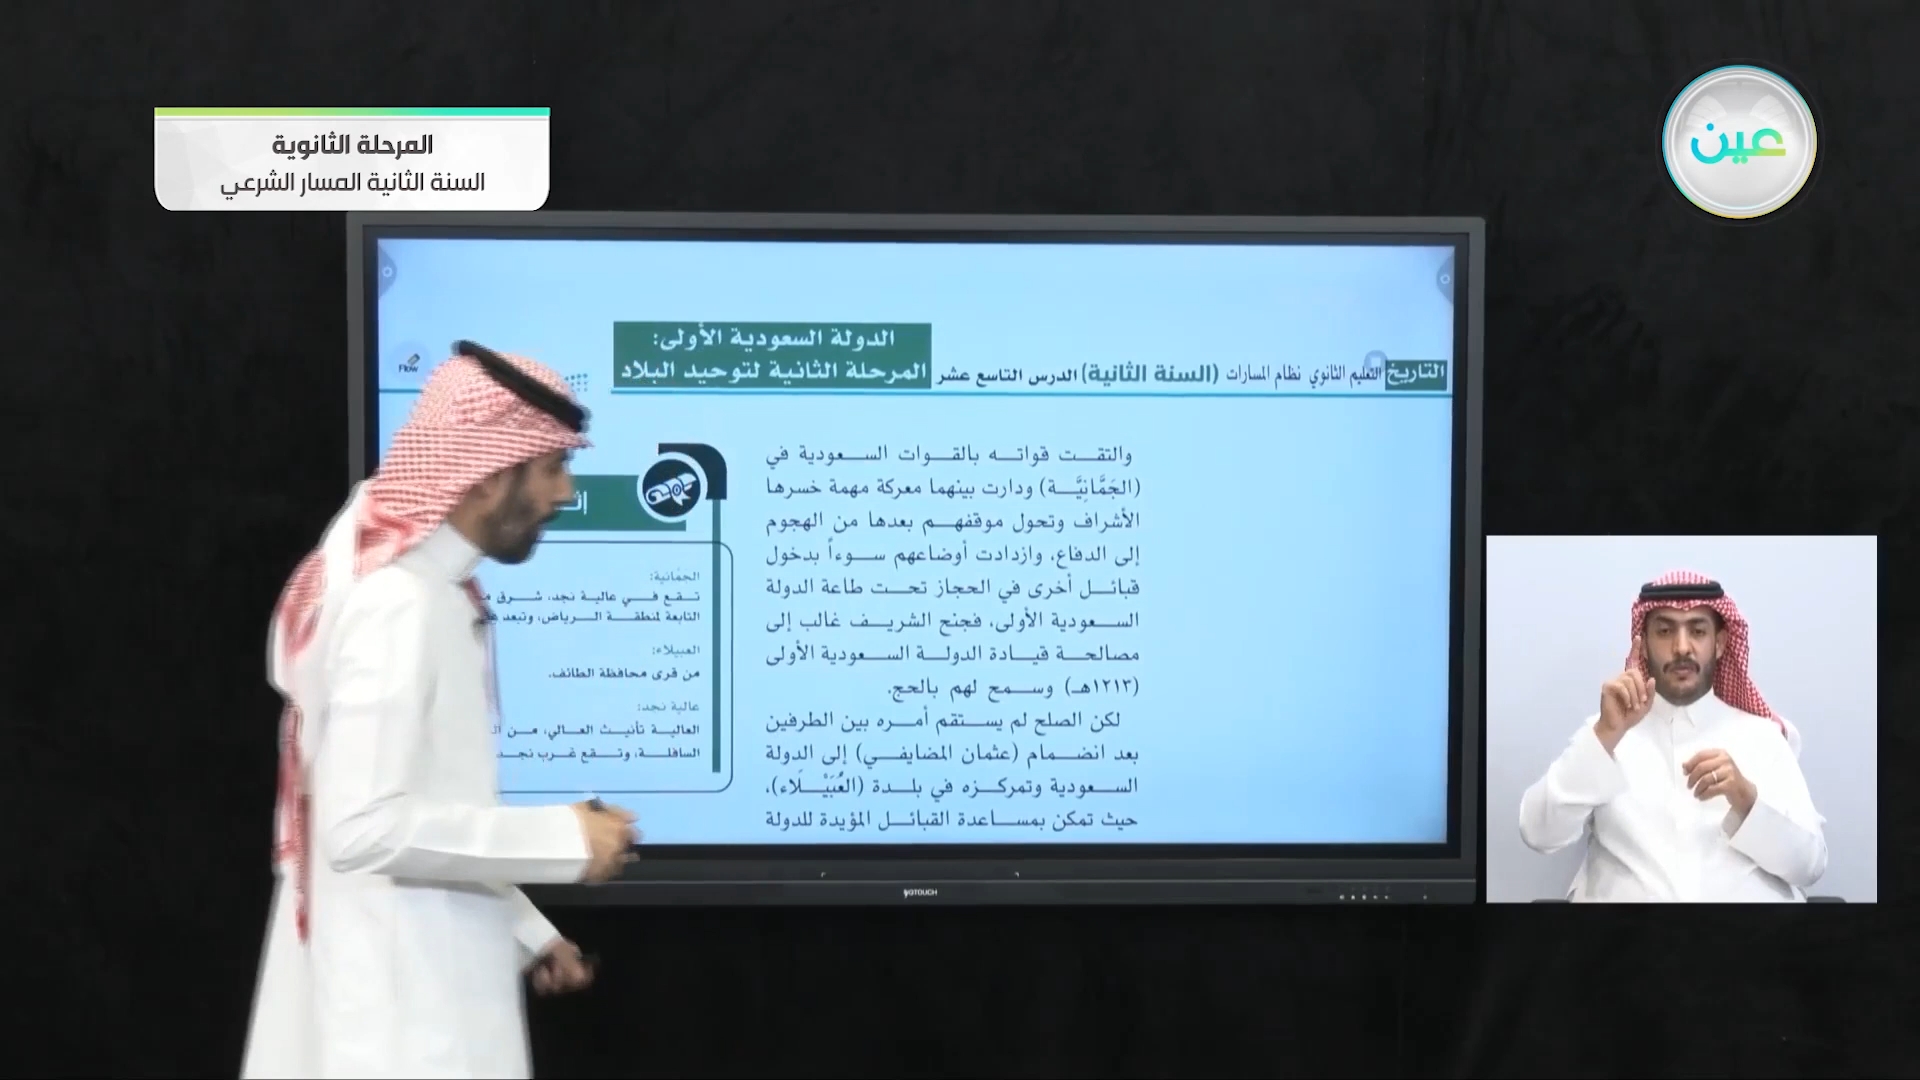 المرحلة الثانوية
السنة الثانية المسار الشرعي
عين
التاريخ التعليم الثانوي نظام المسارات (السنة الثانية) الدرس التاسع عشر
الدولة السعودية الأولى:
المرحلة الثانية لتوحيد البلاد
Flow
والتقت قواته بالقوات السعودية في
(الجَمَّانِيَّة) ودارت بينهما معركة مهمة خسرها
الأشراف وتحول موقفهم بعدها من الهجوم
إلى الدفاع، وازدادت أوضاعهم سوءاً بدخول
قبائل أخرى في الحجاز تحت طاعة الدولة
السعودية الأولى، فجنح الشريف غالب إلى
مصالحة قيادة الدولة السعودية الأولى
(١٢١٣هـ) وسمح لهم بالحج.
لكن الصلح لم يستقم أمره بين الطرفين
بعد انضمام (عثمان المضايفي) إلى الدولة
السعودية وتمركزه في بلدة (العُبَيْلَاء)،
حيث تمكن بمساعدة القبائل المؤيدة للدولة
الجمّانية:
تقع في عالية نجد، شرق
التابعة لمنطقة الرياض، وتبعد
العبيلاء:
من قرى محافظة الطائف.
عالية نجد:
العالية تأنيث العالي، من
السافلة، وتقع غرب نجد
IQTOUCH